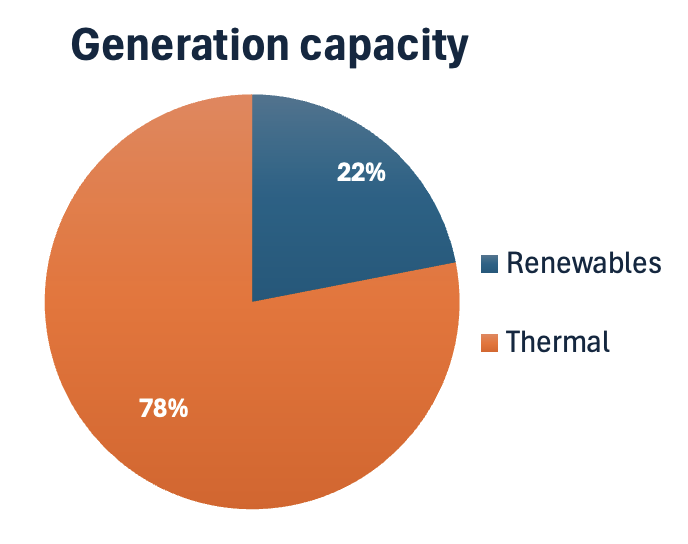 Generation capacity
22%
Renewables
Thermal
78%